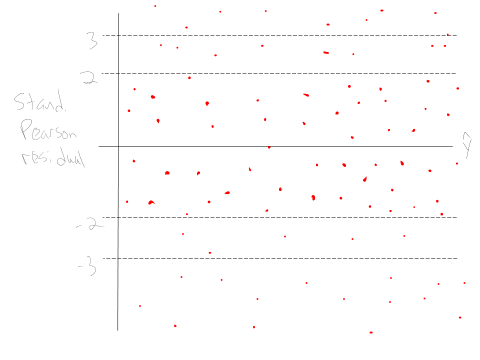 3
2
Stand.
Pearson
residual
ŷ
-2
-3